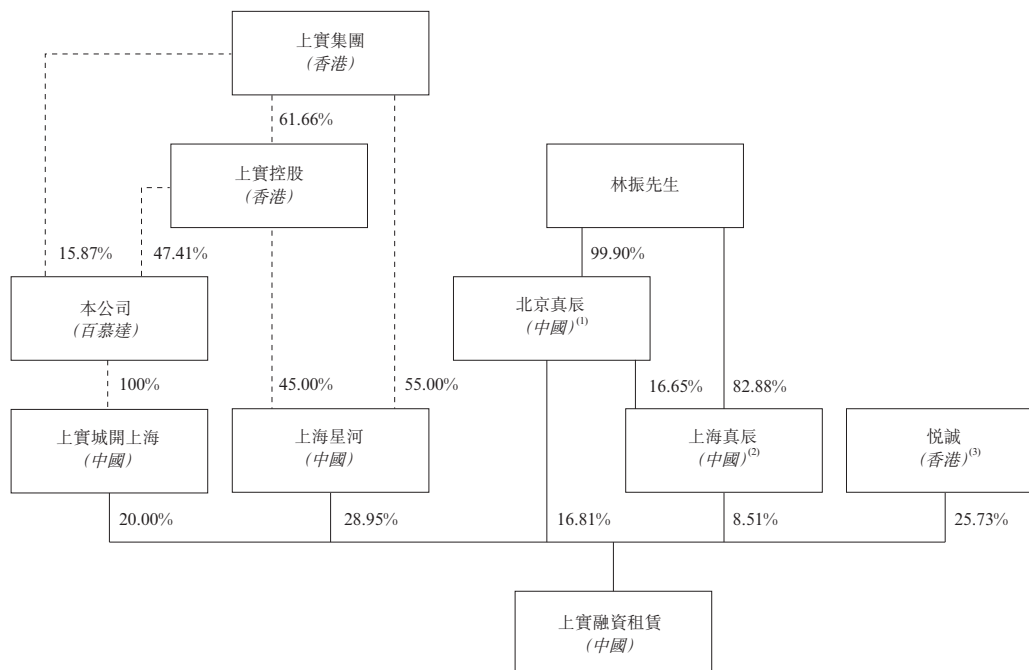 上實集團
(香港)
61.66%
上實控股
(香港)
林振先生
15.87%
47.41%
99.90%
本公司
(百慕達)
北京真辰
(中國)(1)
100%
45.00%
55.00%
16.65%
82.88%
上實城開上海
(中國)
上海星河
(中國)
上海真辰
(中國)(2)
悦誠
(香港)(3)
20.00%
28.95%
16.81%
8.51%
25.73%
上實融資租賃
(中國)